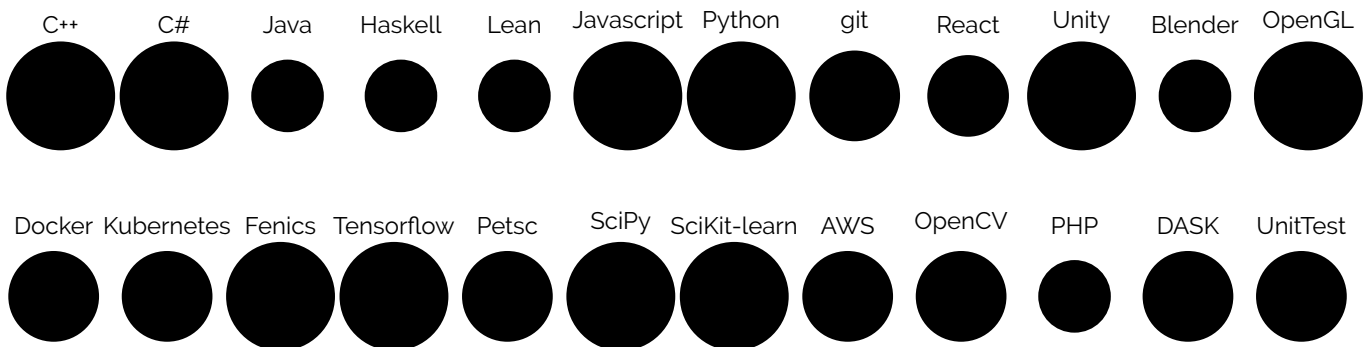 C++ C# Java Haskell Lean Javascript Python git React Unity Blender OpenGL
Docker Kubernetes Fenics Tensorflow Petsc SciPy SciKit-learn AWS OpenCV PHP DASK UnitTest